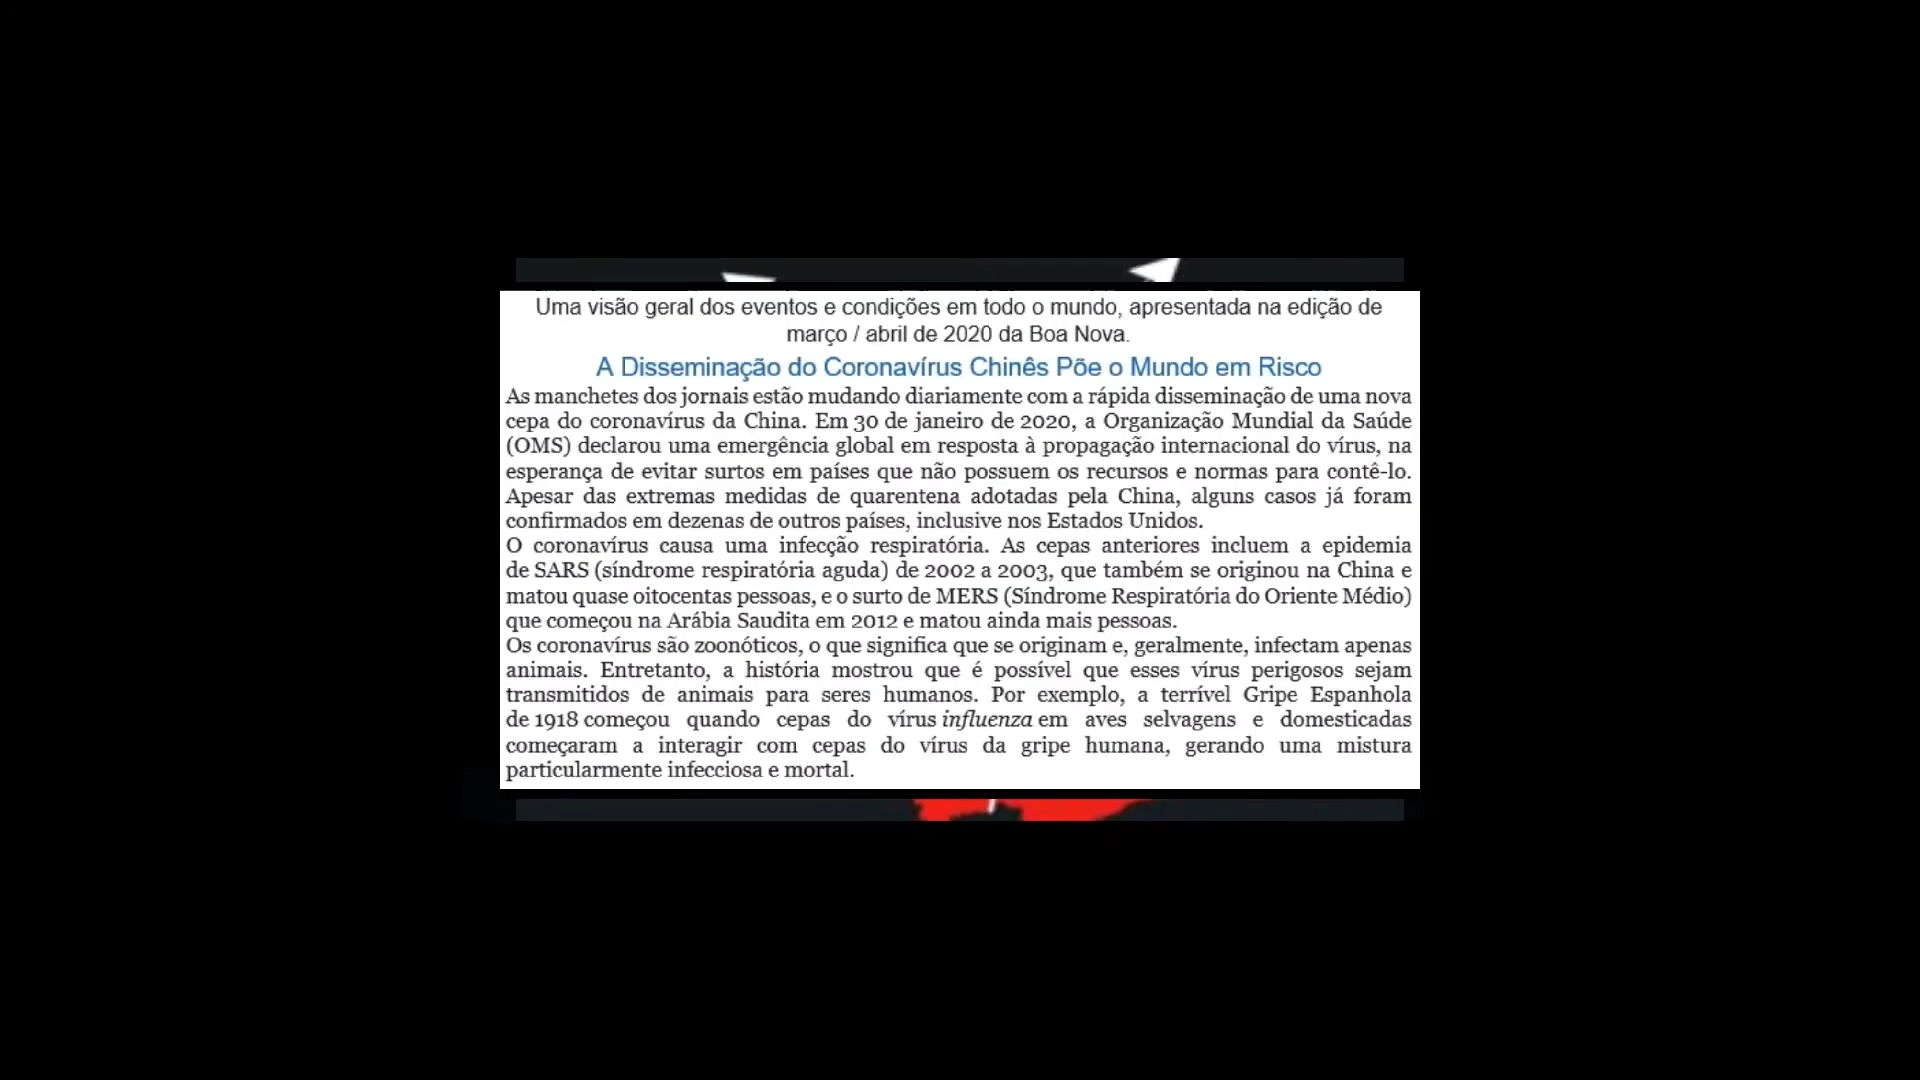 Uma visão geral dos eventos e condições em todo o mundo, apresentada na edição de
março / abril de 2020 da Boa Nova.
A Disseminação do Coronavírus Chinês Põe o Mundo em Risco
As manchetes dos jornais estão mudando diariamente com a rápida disseminação de uma nova
cepa do coronavírus da China. Em 30 de janeiro de 2020, a Organização Mundial da Saúde
(OMS) declarou uma emergência global em resposta à propagação internacional do vírus, na
esperança de evitar surtos em países que não possuem os recursos e normas para contê-lo.
Apesar das extremas medidas de quarentena adotadas pela China, alguns casos já foram
confirmados em dezenas de outros países, inclusive nos Estados Unidos.
O coronavírus causa uma infecção respiratória. As cepas anteriores incluem a epidemia
de SARS (síndrome respiratória aguda) de 2002 a 2003, que também se originou na China e
matou quase oitocentas pessoas, e o surto de MERS (Síndrome Respiratória do Oriente Médio)
que começou na Arábia Saudita em 2012 e matou ainda mais pessoas.
Os coronavírus são zoonóticos, o que significa que se originam e, geralmente, infectam apenas
animais. Entretanto, a história mostrou que é possível que esses vírus perigosos sejam
transmitidos de animais para seres humanos. Por exemplo, a terrível Gripe Espanhola
de 1918 começou quando cepas do vírus influenza em aves selvagens e domesticadas
começaram a interagir com cepas do vírus da gripe humana, gerando uma mistura
particularmente infecciosa e mortal.